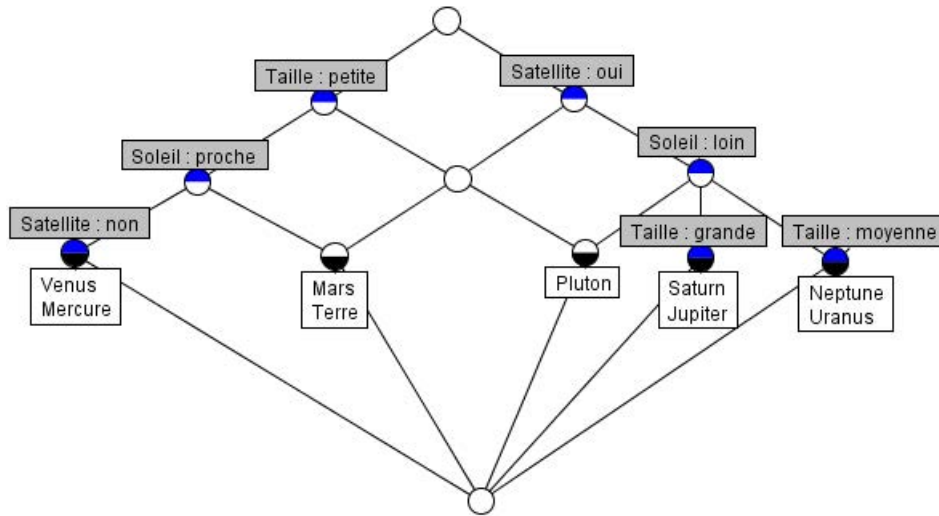 Taille : petite
Satellite : oui
Soleil : proche
Soleil : loin
Satellite : non
Taille : grande
Taille : moyenne
Venus
Mercure
Mars
Terre
Pluton
Saturn
Jupiter
Neptune
Uranus